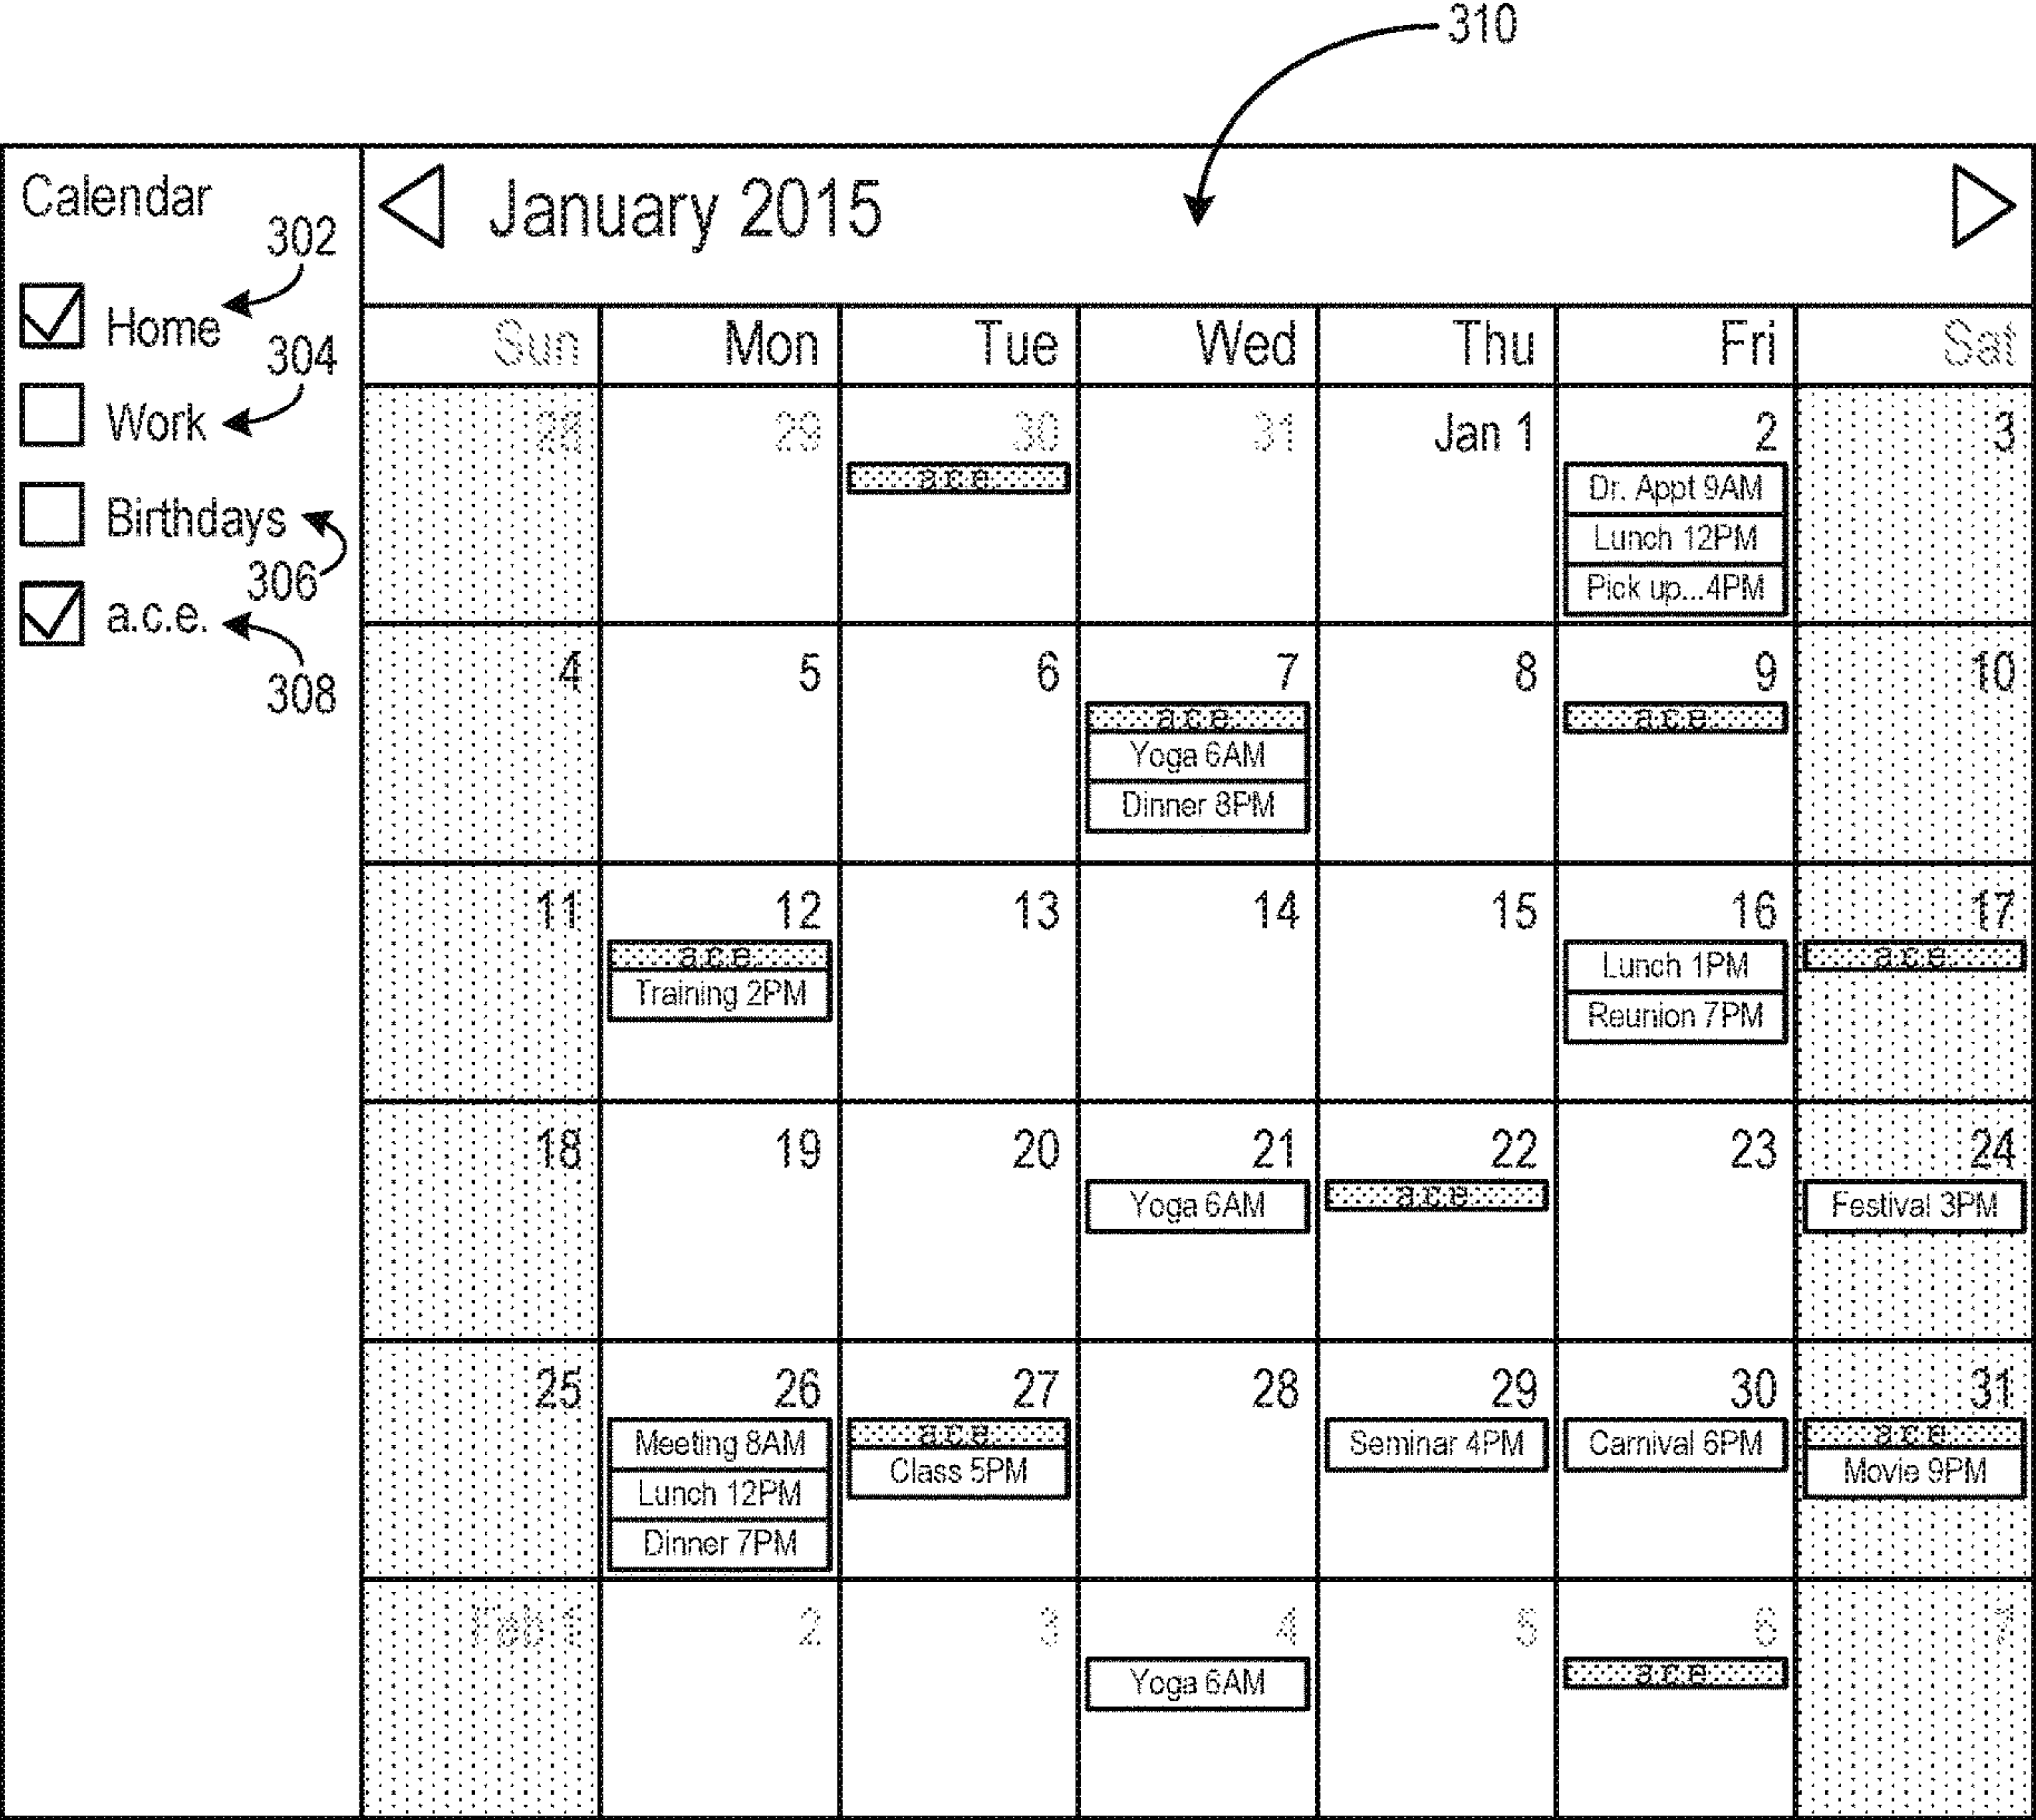 310
Calendar
January 2015
302
Home
304
Work
Birthdays
306
a.c.e.
308
Sun Mon Tue Wed Thu Fri Sat
28 29 30 31 Jan 1 2 3
a.c.e.
Dr. Appt 9AM
Lunch 12PM
Pick up...4PM
4 5 6 7 8 9 10
a.c.e. a.c.e.
Yoga 6AM
Dinner 8PM
11 12 13 14 15 16 17
a.c.e. Lunch 1PM a.c.e.
Training 2PM Reunion 7PM
18 19 20 21 22 23 24
Yoga 6AM a.c.e. Festival 3PM
25 26 27 28 29 30 31
Meeting 8AM a.c.e. Seminar 4PM Carnival 6PM a.c.e.
Lunch 12PM Class 5PM Movie 9PM
Dinner 7PM
Feb 1 2 3 4 5 6 7
Yoga 6AM a.c.e.